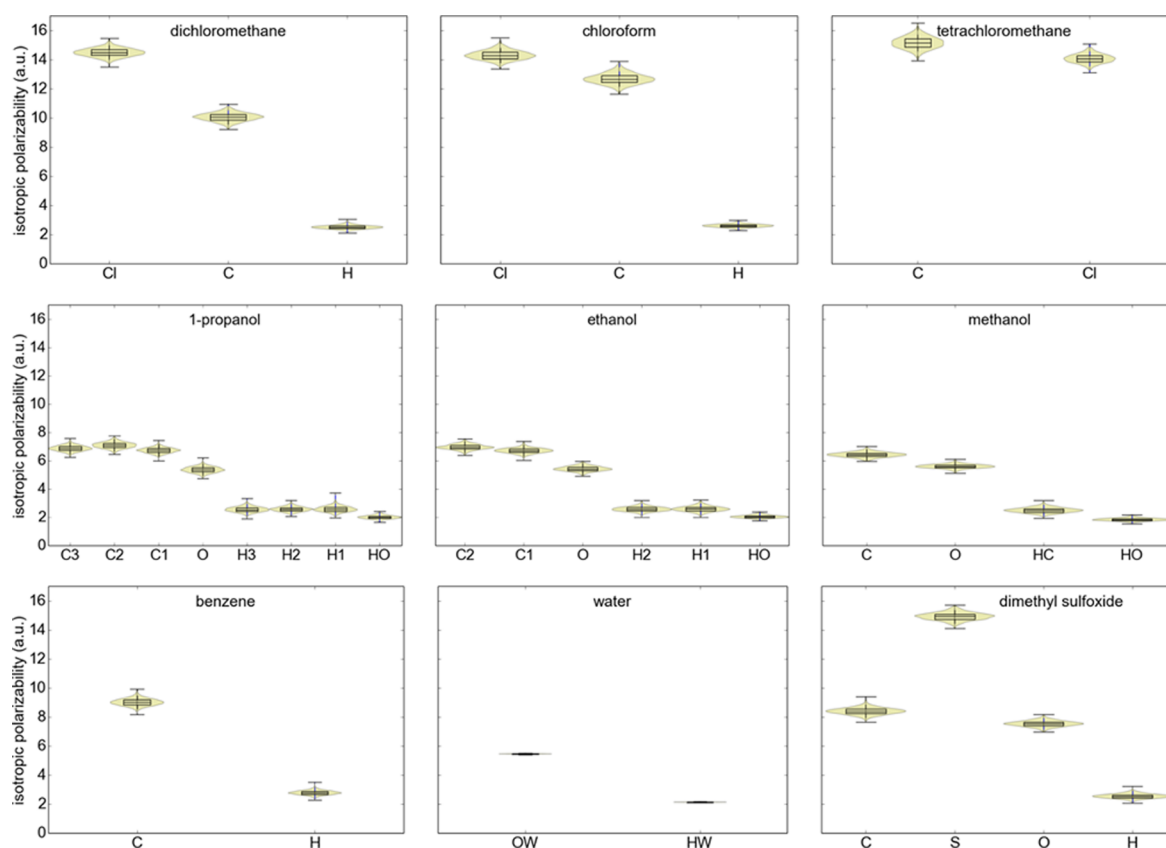 dichloromethane
chloroform
tetrachloromethane
isotropic polarizability (a.u.)
16
14
12
10
8
6
4
2
0
Cl C H
Cl C H
C Cl
1-propanol
ethanol
methanol
isotropic polarizability (a.u.)
16
14
12
10
8
6
4
2
0
C3 C2 C1 O H3 H2 H1 HO
C2 C1 O H2 H1 HO
C O HC HO
benzene
water
dimethyl sulfoxide
isotropic polarizability (a.u.)
16
14
12
10
8
6
4
2
0
C H
OW HW
C S O H